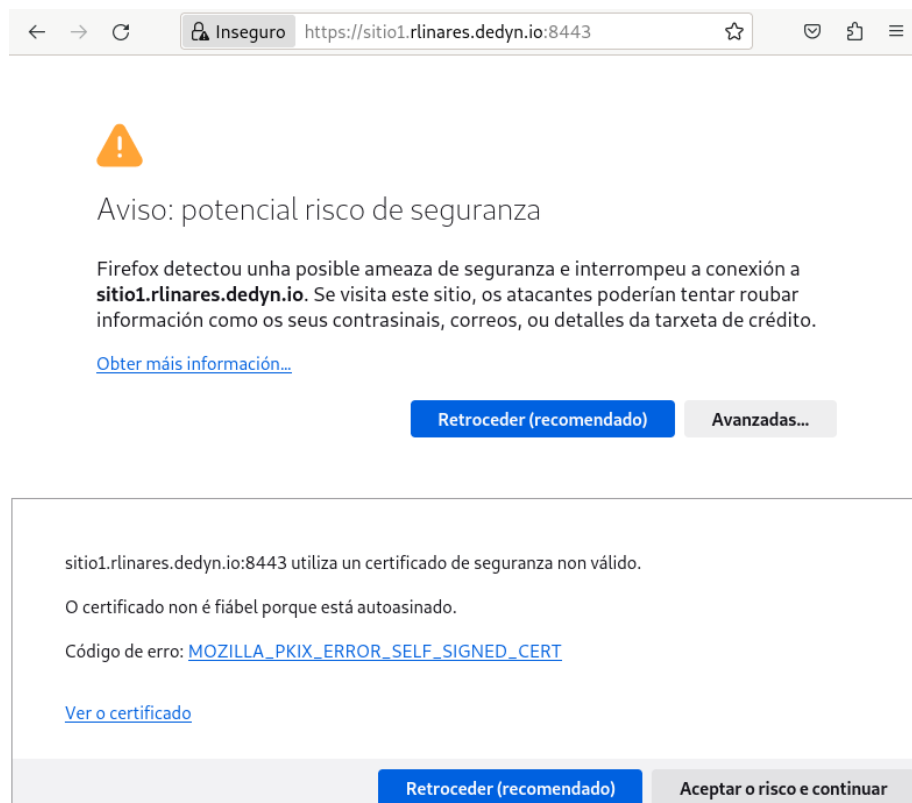 Inseguro https://sitio1.rlinares.dedyn.io:8443
Aviso: potencial risco de seguranza
Firefox detectou unha posible ameaza de seguranza e interrompeu a conexión a
sitio1.rlinares.dedyn.io. Se visita este sitio, os atacantes poderían tentar roubar
información como os seus contrasinais, correos, ou detalles da tarxeta de crédito.
Obter máis información...
Retroceder (recomendado) Avanzadas...
sitio1.rlinares.dedyn.io:8443 utiliza un certificado de seguranza non válido.
O certificado non é fiábel porque está autoasinado.
Código de erro: MOZILLA_PKIX_ERROR_SELF_SIGNED_CERT
Ver o certificado
Retroceder (recomendado) Aceptar o risco e continuar